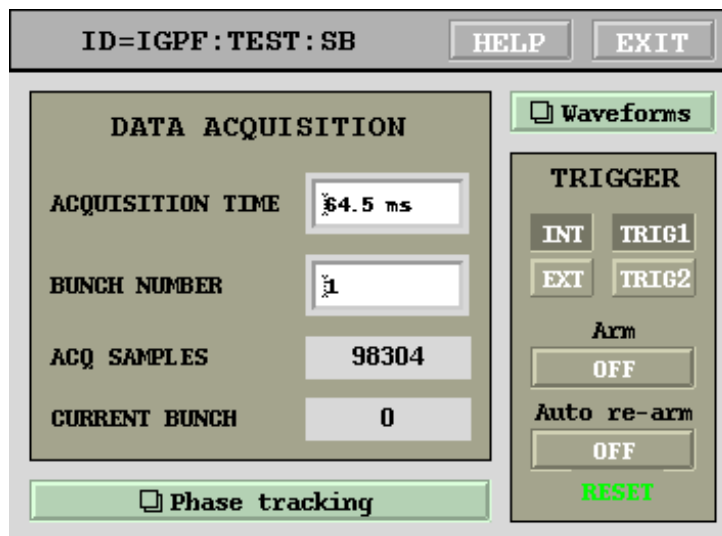 ID=IGPF:TEST:SB HELP EXIT
DATA ACQUISITION
ACQUISITION TIME 64.5 ms
BUNCH NUMBER 1
ACQ SAMPLES 98304
CURRENT BUNCH 0
Phase tracking
Waveforms
TRIGGER
INT TRIG1
EXT TRIG2
Arm
OFF
Auto re-arm
OFF
RESET